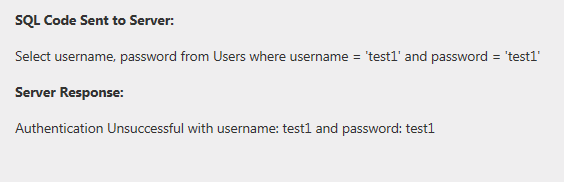 SQL Code Sent to Server:
Select username, password from Users where username = 'test1' and password = 'test1'
Server Response:
Authentication Unsuccessful with username: test1 and password: test1